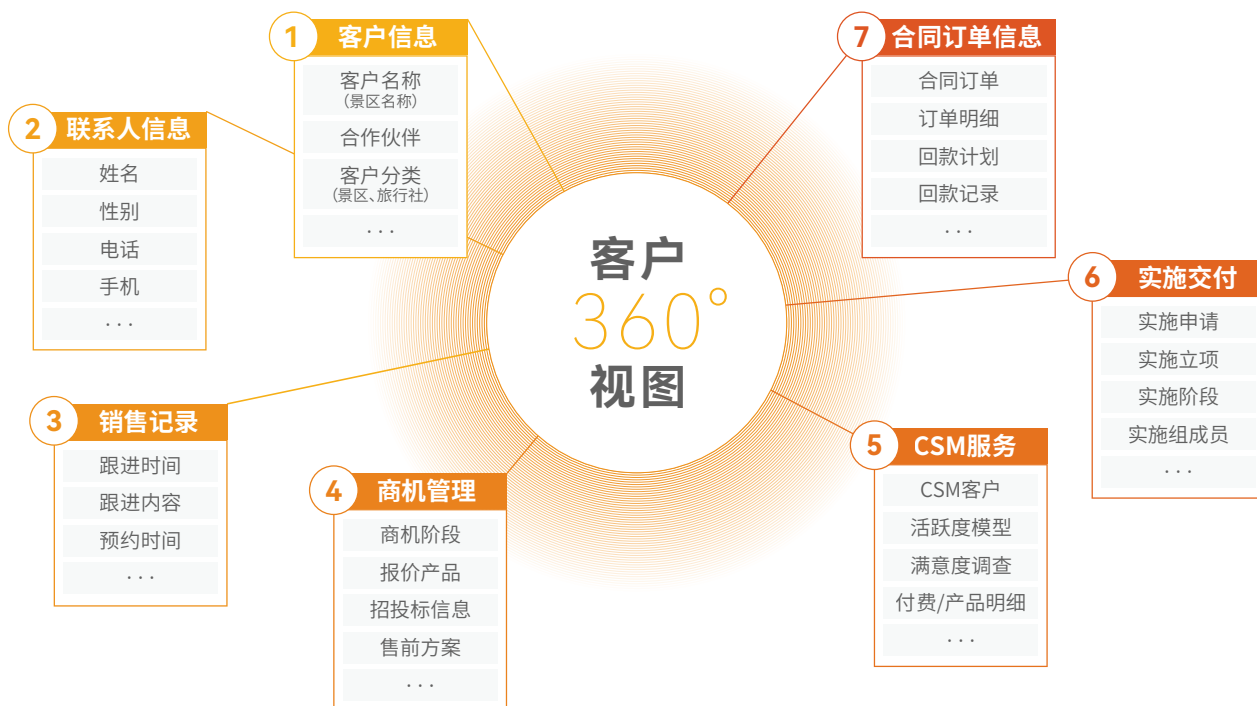 1 客户信息
客户名称
(景区名称)
合作伙伴
客户分类
(景区、旅行社)
...
2 联系人信息
姓名
性别
电话
手机
...
3 销售记录
跟进时间
跟进内容
预约时间
...
4 商机管理
商机阶段
报价产品
招投标信息
售前方案
...
5 CSM服务
CSM客户
活跃度模型
满意度调查
付费/产品明细
...
6 实施交付
实施申请
实施立项
实施阶段
实施组成员
...
7 合同订单信息
合同订单
订单明细
回款计划
回款记录
...
客户
360°
视图